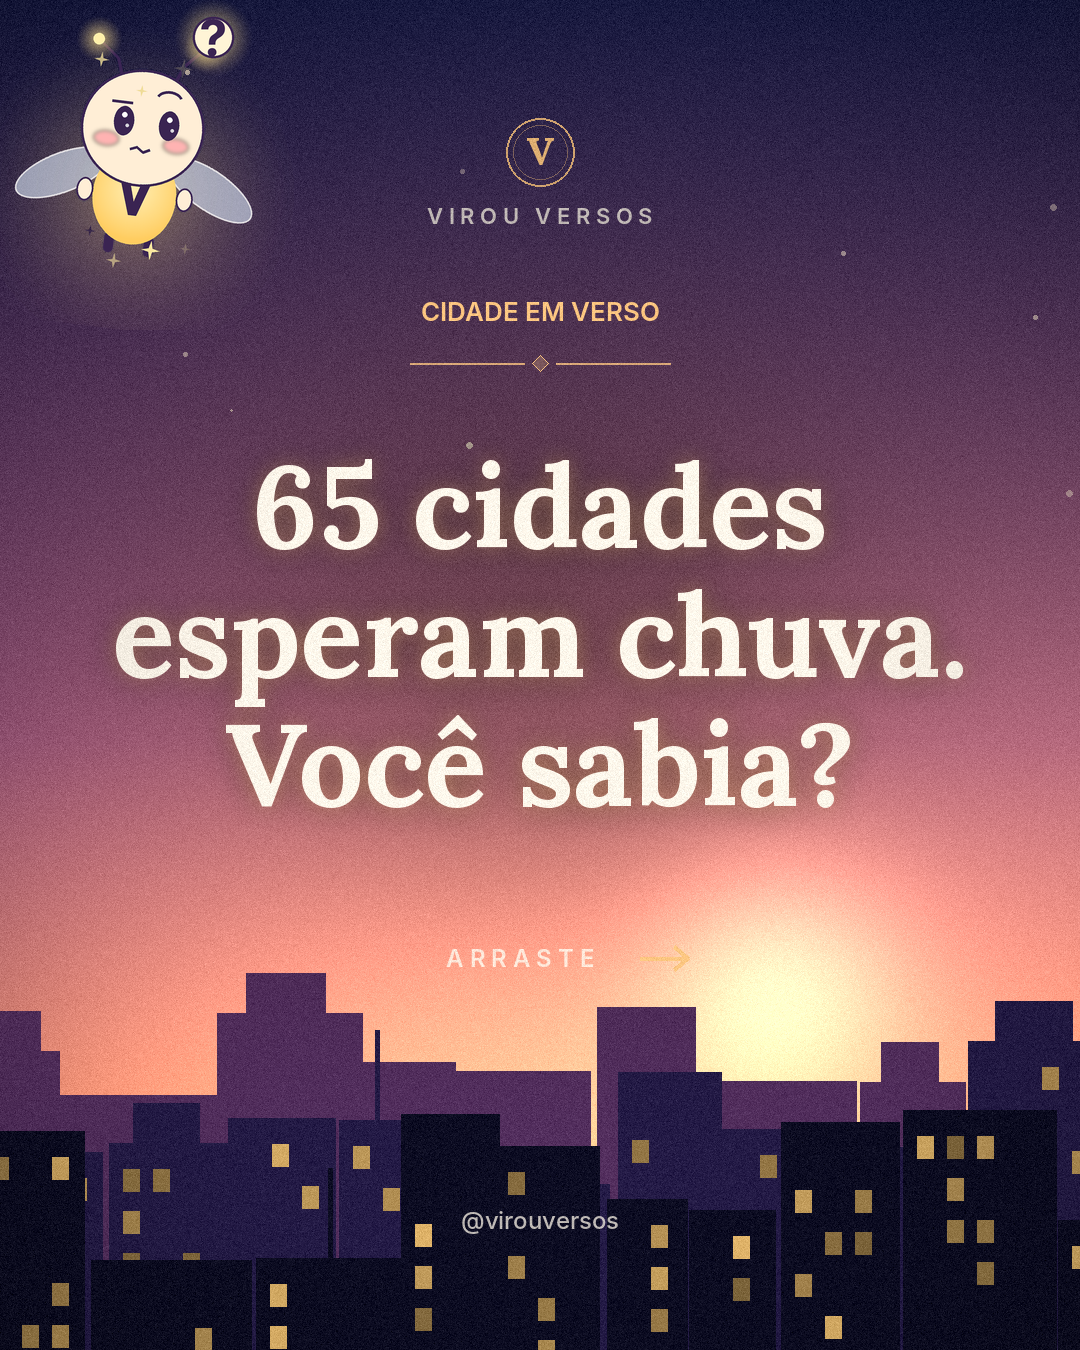 ?
V
V
VIROU VERSOS
CIDADE EM VERSO
65 cidades
esperam chuva.
Você sabia?
ARRASTE →
@virouversos